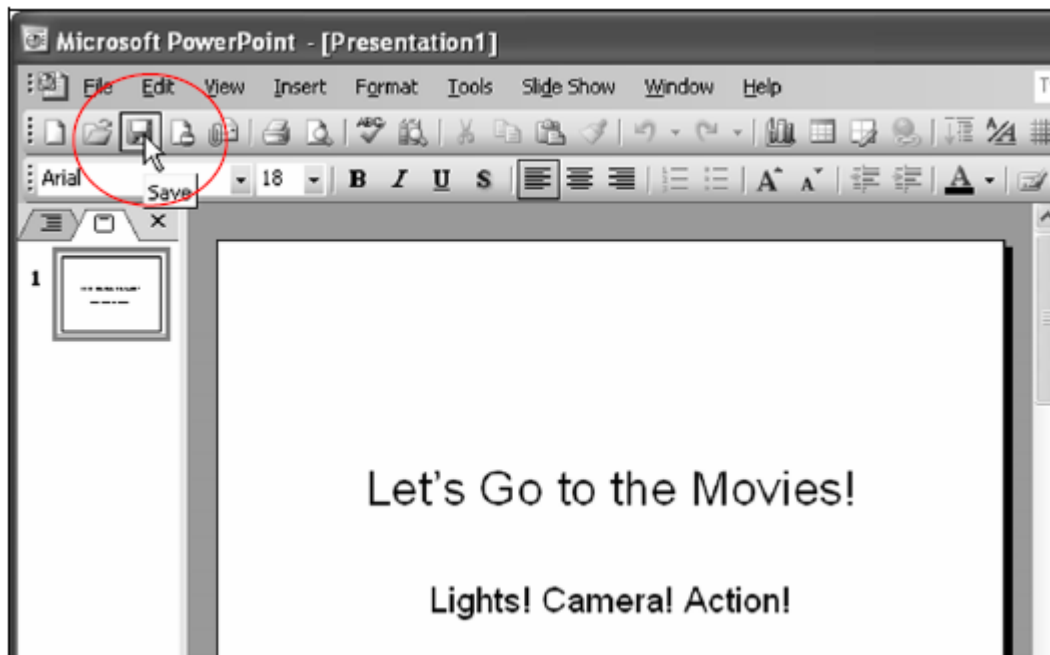 Microsoft PowerPoint - [Presentation1]
File Edit View Insert Format Tools Slide Show Window Help T
ABC A
Arial 18 B I U S A A A
Save
1
Let's Go to the Movies!
Lights! Camera! Action!